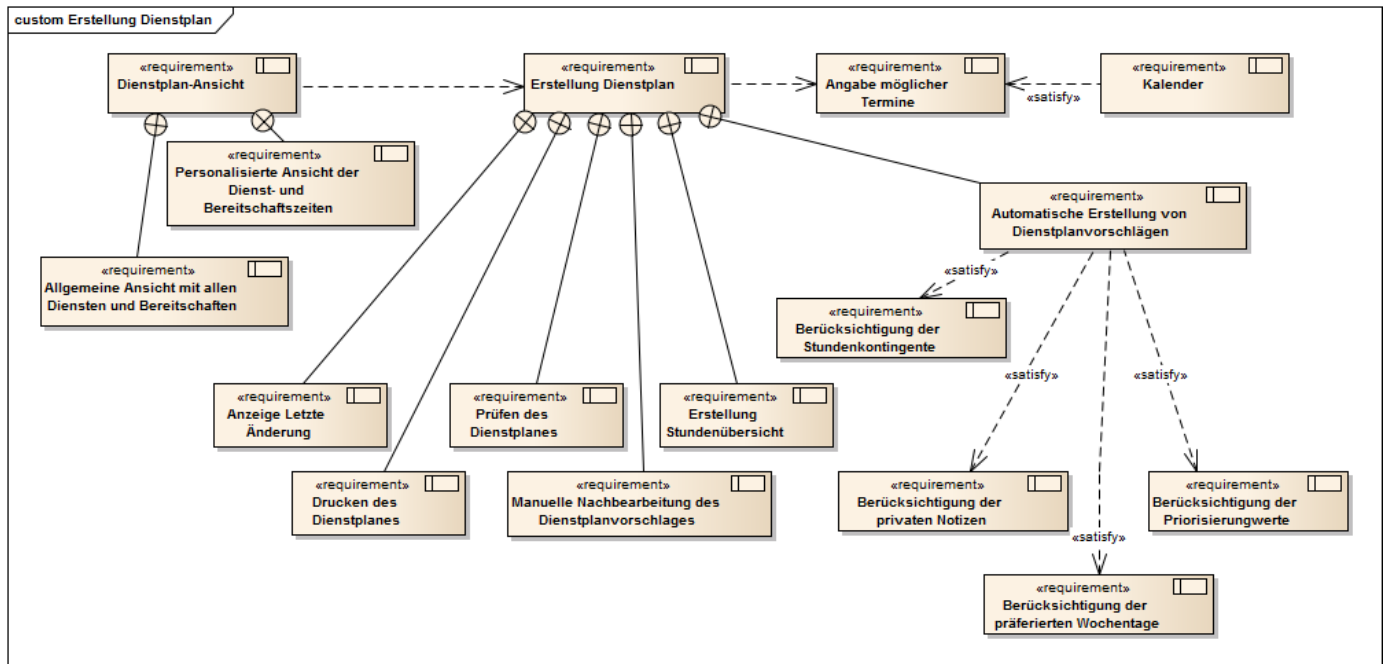 custom Erstellung Dienstplan
«requirement»
Dienstplan-Ansicht
«requirement»
Erstellung Dienstplan
«requirement»
Angabe möglicher
Termine
«requirement»
Kalender
«satisfy»
«requirement»
Personalisierte Ansicht der
Dienst- und
Bereitschaftszeiten
«requirement»
Automatische Erstellung von
Dienstplanvorschlägen
«requirement»
Allgemeine Ansicht mit allen
Diensten und Bereitschaften
«satisfy»
«requirement»
Berücksichtigung der
Stundenkontingente
«satisfy»
«satisfy»
«requirement»
Anzeige Letzte
Änderung
«requirement»
Prüfen des
Dienstplanes
«requirement»
Erstellung
Stundenübersicht
«requirement»
Drucken des
Dienstplanes
«requirement»
Manuelle Nachbearbeitung des
Dienstplanvorschlages
«requirement»
Berücksichtigung der
privaten Notizen
«requirement»
Berücksichtigung der
Priorisierungwerte
«satisfy»
«requirement»
Berücksichtigung der
präferierten Wochentage